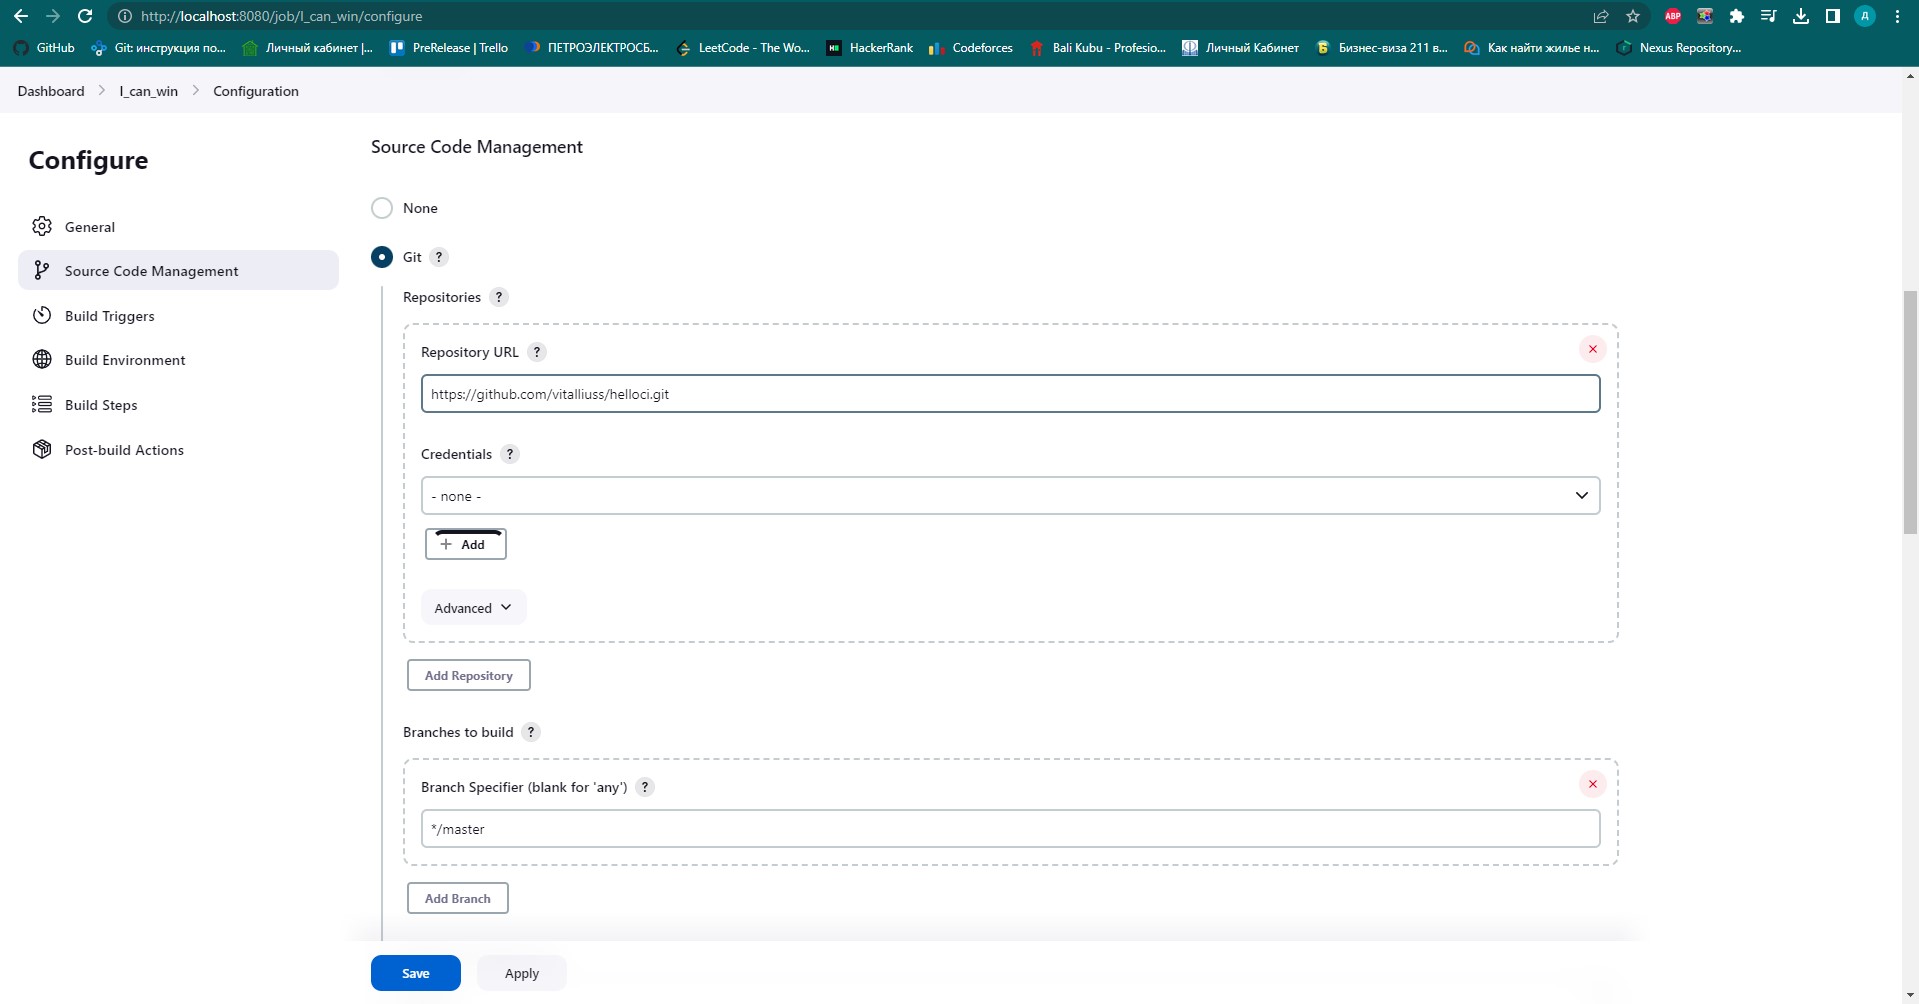 http://localhost:8080/job/I_can_win/configure
ABP
Д
GitHub
Git: инструкция по...
Личный кабинет |...
PreRelease | Trello
ПЕТРОЭЛЕКТРОСБ...
LeetCode - The Wo...
HackerRank
Codeforces
Bali Kubu - Profesio...
Личный Кабинет
Бизнес-виза 211 в...
Как найти жилье н...
Nexus Repository...
Dashboard > I_can_win > Configuration
Configure
General
Source Code Management
Build Triggers
Build Environment
Build Steps
Post-build Actions
Source Code Management
None
Git ?
Repositories ?
Repository URL ?
https://github.com/vitalliuss/helloci.git
Credentials ?
- none -
+ Add
Advanced
Add Repository
Branches to build ?
Branch Specifier (blank for 'any') ?
*/master
Add Branch
Save
Apply